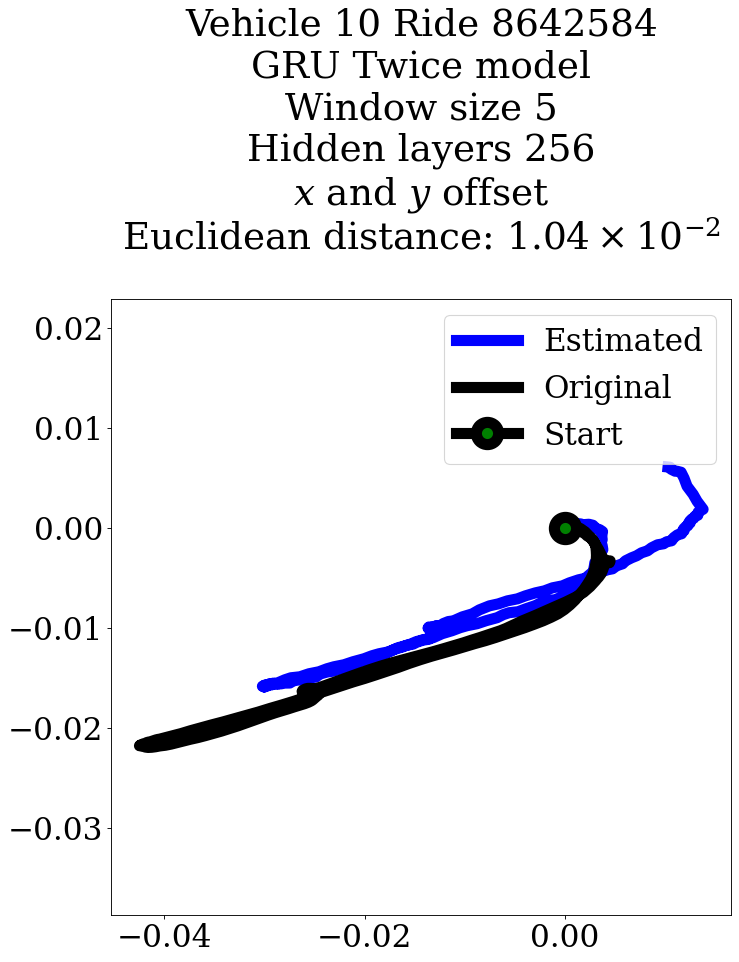 Vehicle 10 Ride 8642584
GRU Twice model
Window size 5
Hidden layers 256
x and y offset
Euclidean distance: 1.04 × 10⁻²
Estimated
Original
Start
0.02
0.01
0.00
−0.01
−0.02
−0.03
−0.04 −0.02 0.00